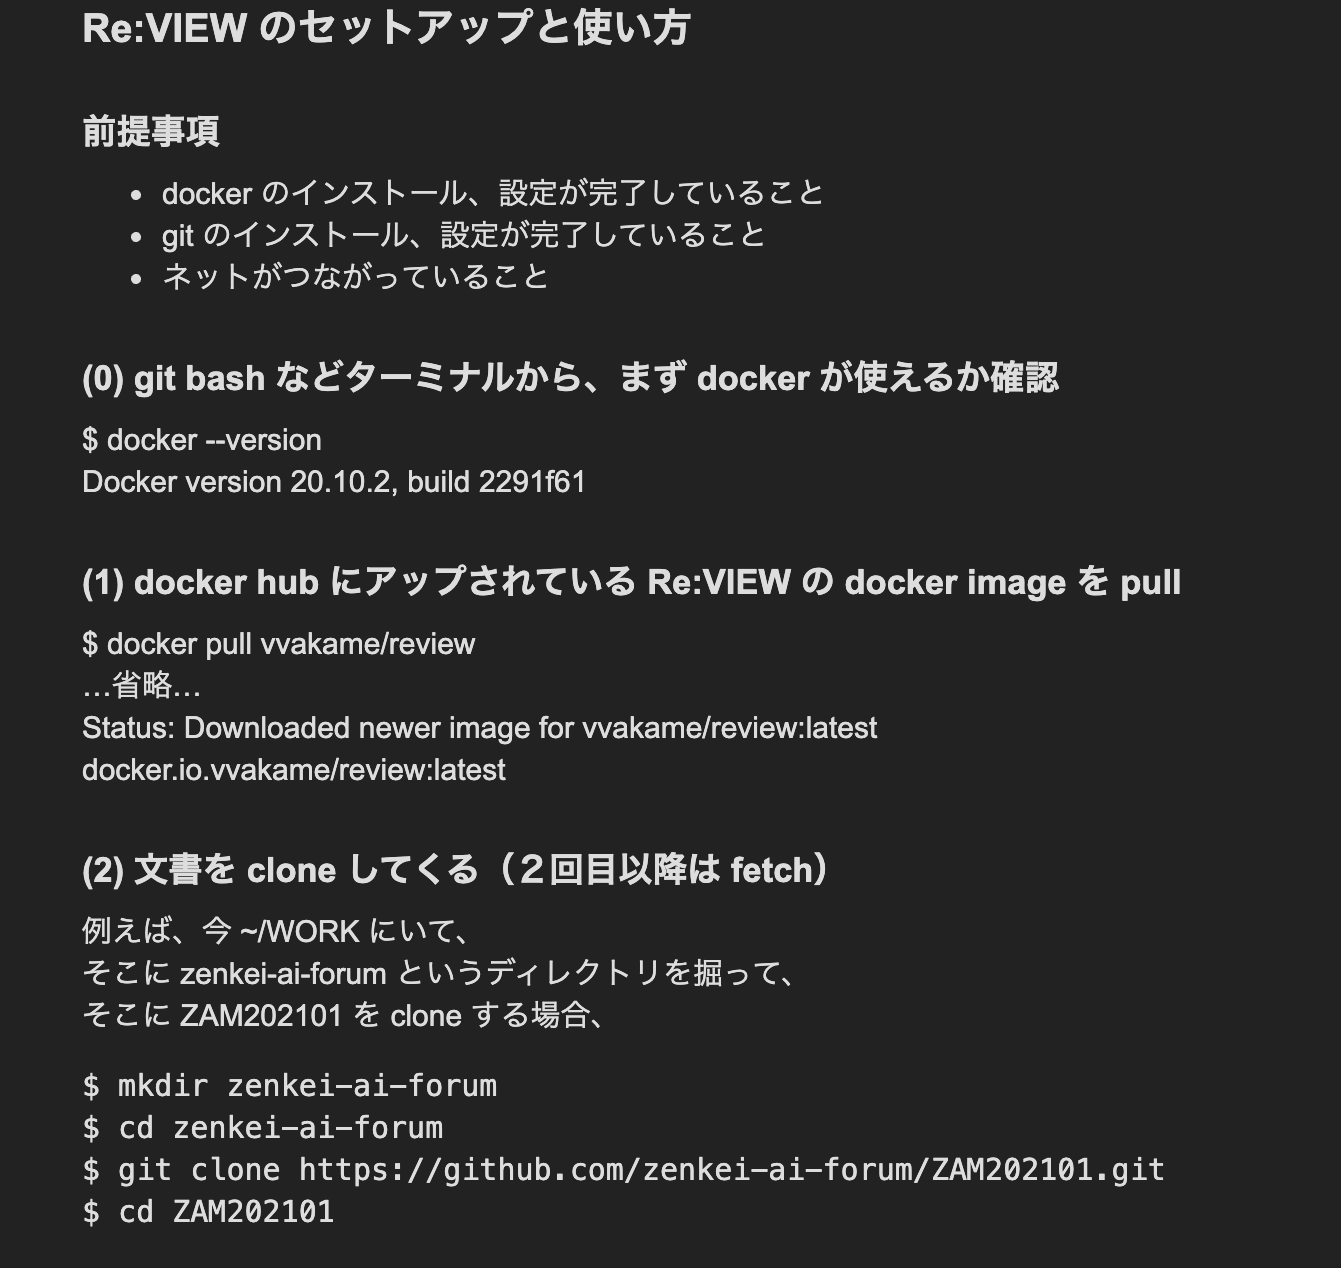 Re:VIEW のセットアップと使い方
前提事項
• docker のインストール、設定が完了していること
• git のインストール、設定が完了していること
• ネットがつながっていること
(0) git bash などターミナルから、まず docker が使えるか確認
$ docker --version
Docker version 20.10.2, build 2291f61
(1) docker hub にアップされている Re:VIEW の docker image を pull
$ docker pull vvakame/review
…省略…
Status: Downloaded newer image for vvakame/review:latest
docker.io.vvakame/review:latest
(2) 文書を clone してくる（２回目以降は fetch）
例えば、今 ~/WORK にいて、
そこに zenkei-ai-forum というディレクトリを掘って、
そこに ZAM202101 を clone する場合、
$ mkdir zenkei-ai-forum
$ cd zenkei-ai-forum
$ git clone https://github.com/zenkei-ai-forum/ZAM202101.git
$ cd ZAM202101